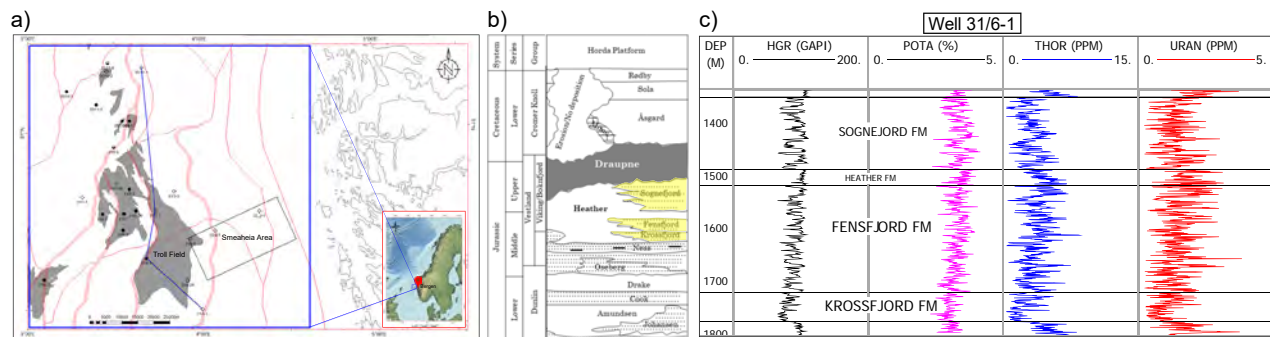 a)
Troll Field
Smeaheia Area
Bergen
b)
System
Series
Group
Hords Platform
Cretaceous
Lower
Cromer Knoll
Erosion/No deposition
Rødby
Sola
Åsgard
Draupne
Jurassic
Upper
Middle
Lower
Vestland
Viking/Boknfjord
Dunlin
Sognefjord
Heather
Fensfjord
Krossfjord
Ness
Oseberg
Drake
Cook
Amundsen
Johansen
c)
Well 31/6-1
DEP
(M)
HGR (GAPI)
0. 200.
POTA (%)
0. 5.
THOR (PPM)
0. 15.
URAN (PPM)
0. 5.
1400
SOGNEJORD FM
1500
HEATHER FM
1600
FENSFJORD FM
1700
KROSSFJORD FM
1800